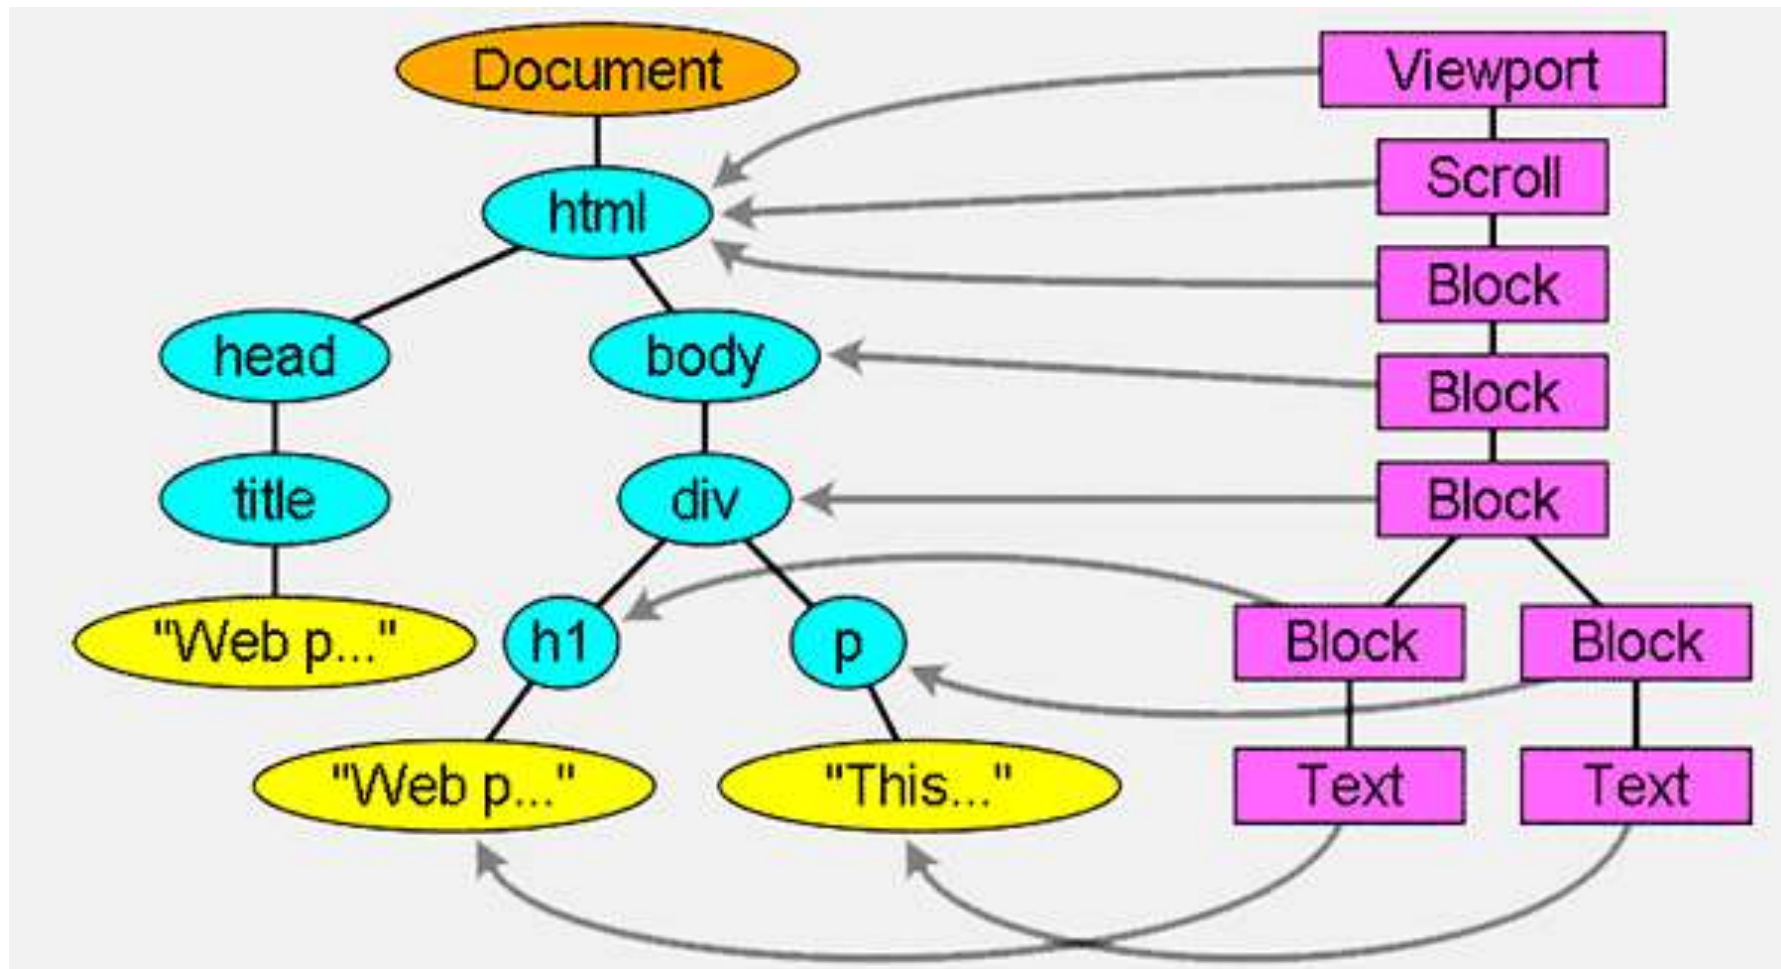 Document
Viewport
Scroll
html
Block
head
body
Block
title
div
Block
"Web p..."
h1
p
Block
Block
"Web p..."
"This..."
Text
Text